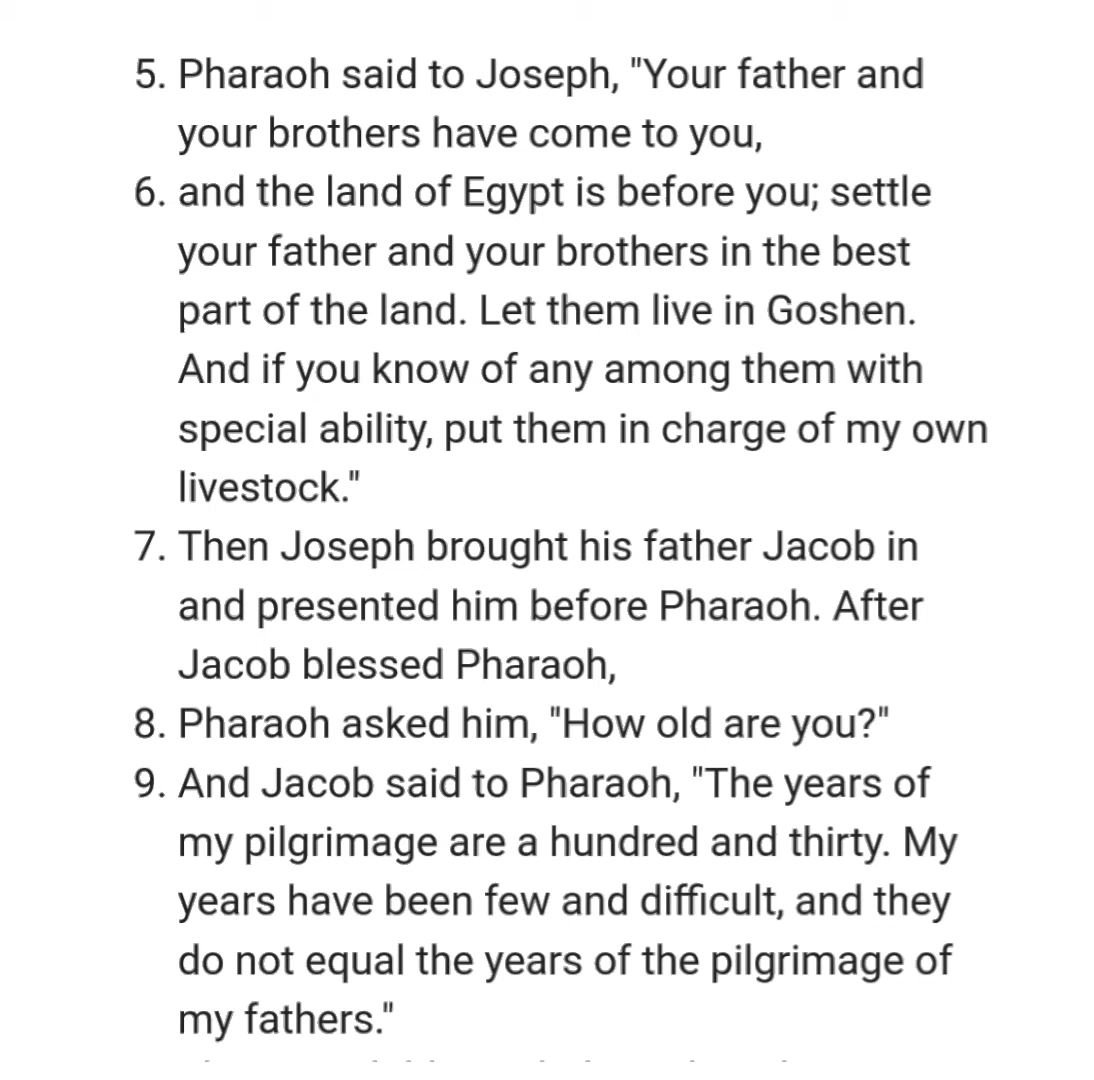 5. Pharaoh said to Joseph, "Your father and
your brothers have come to you,
6. and the land of Egypt is before you; settle
your father and your brothers in the best
part of the land. Let them live in Goshen.
And if you know of any among them with
special ability, put them in charge of my own
livestock."
7. Then Joseph brought his father Jacob in
and presented him before Pharaoh. After
Jacob blessed Pharaoh,
8. Pharaoh asked him, "How old are you?"
9. And Jacob said to Pharaoh, "The years of
my pilgrimage are a hundred and thirty. My
years have been few and difficult, and they
do not equal the years of the pilgrimage of
my fathers."